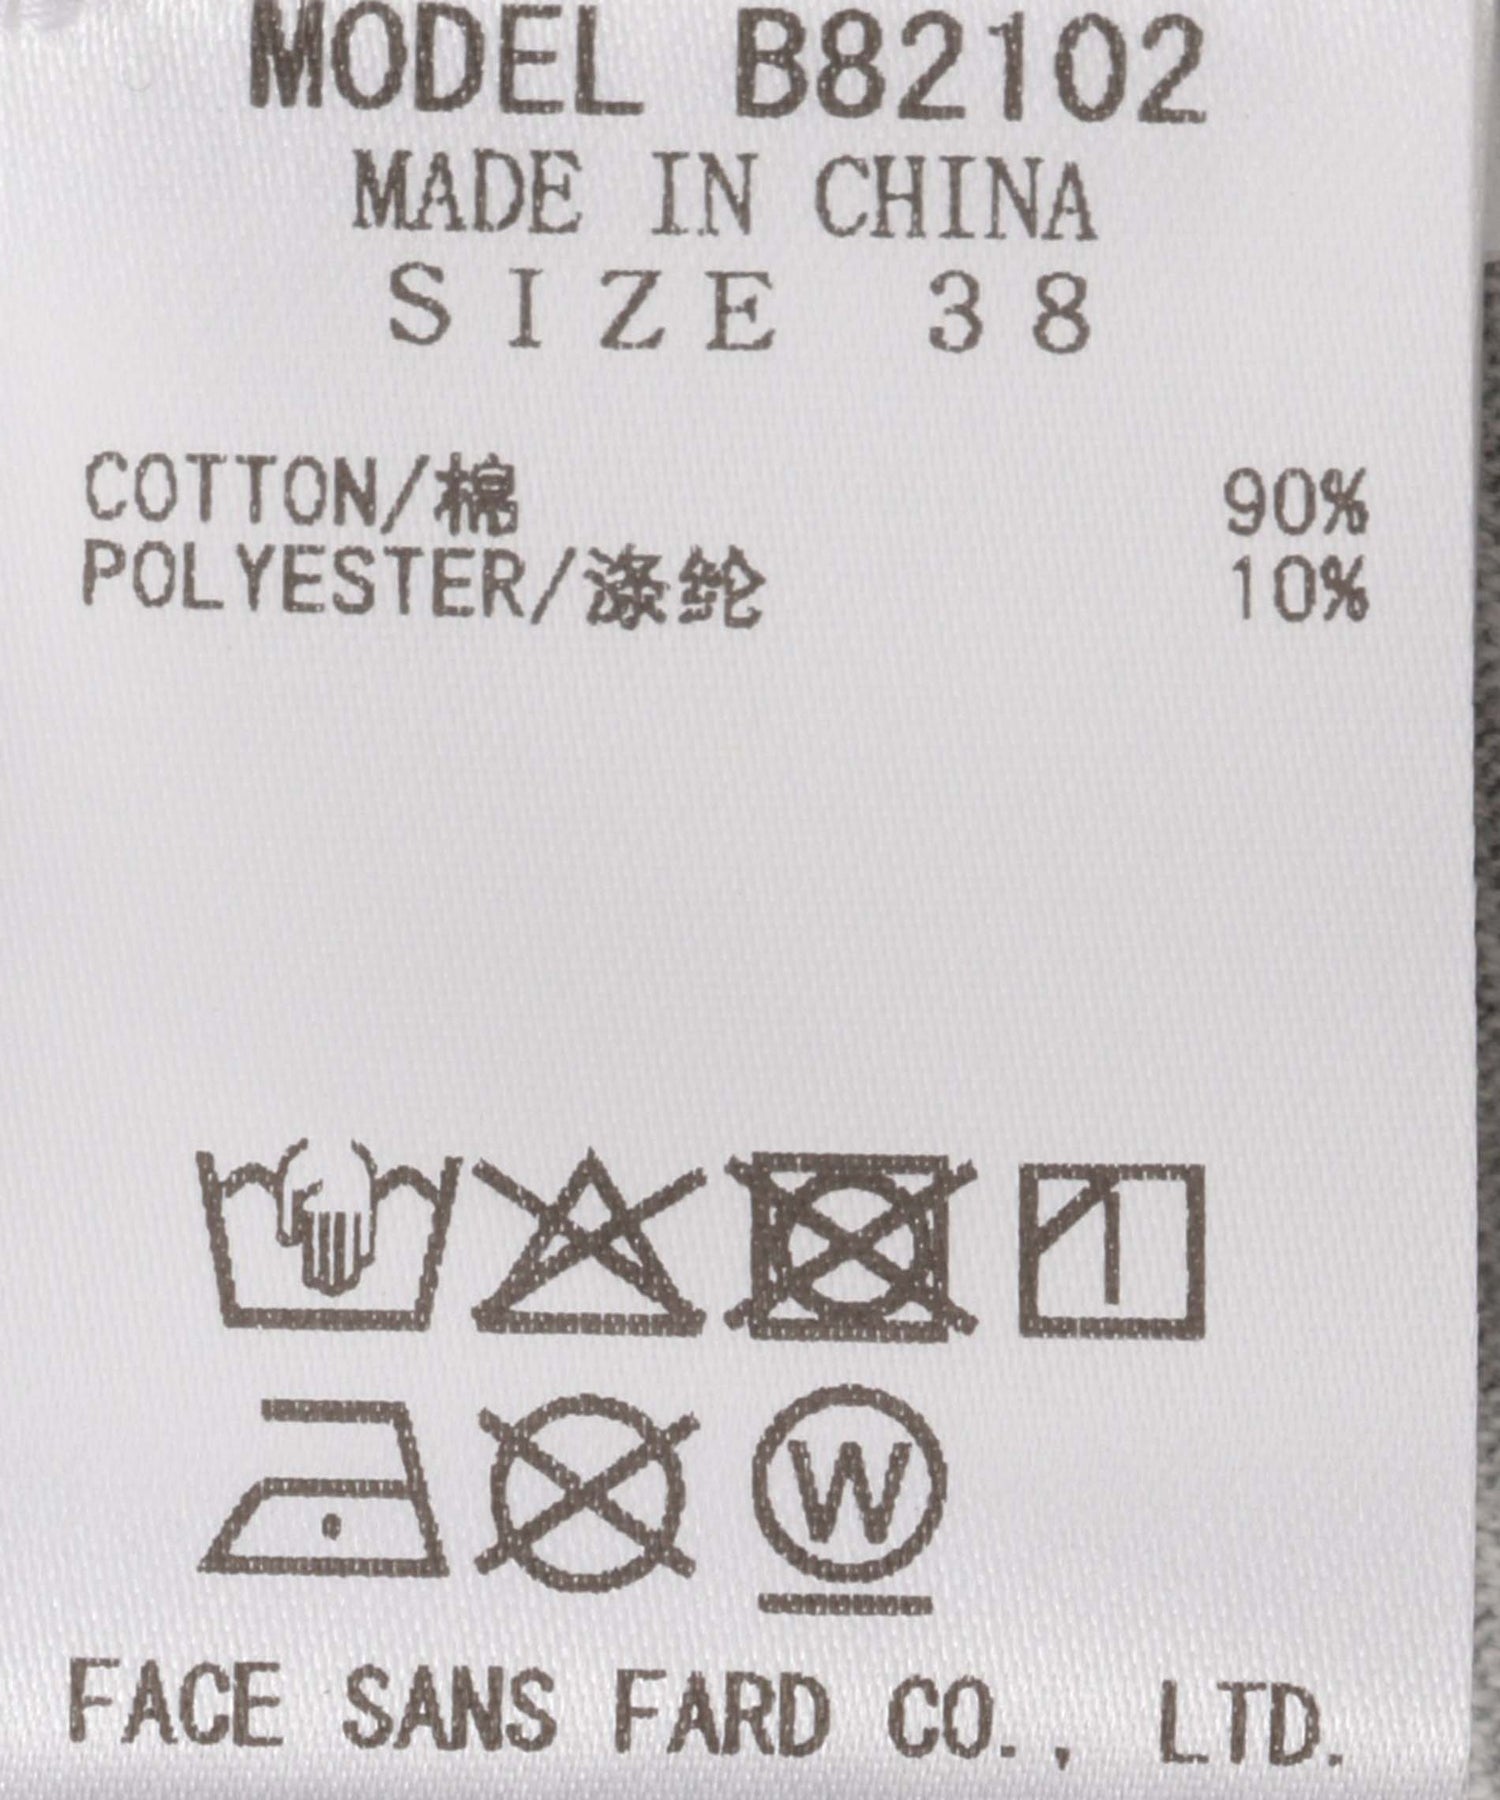 MODEL B82102
MADE IN CHINA
SIZE 38
COTTON/棉 90%
POLYESTER/涤纶 10%
W
FACE SANS FARD CO., LTD.